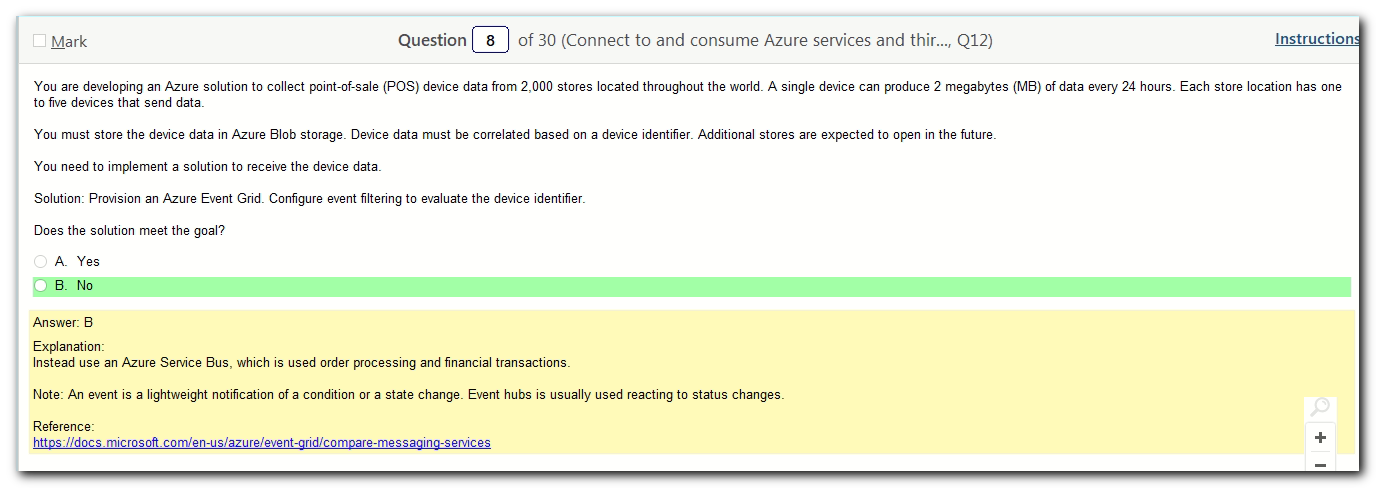 Mark Question 8 of 30 (Connect to and consume Azure services and thir..., Q12) Instructions
You are developing an Azure solution to collect point-of-sale (POS) device data from 2,000 stores located throughout the world. A single device can produce 2 megabytes (MB) of data every 24 hours. Each store location has one
to five devices that send data.
You must store the device data in Azure Blob storage. Device data must be correlated based on a device identifier. Additional stores are expected to open in the future.
You need to implement a solution to receive the device data.
Solution: Provision an Azure Event Grid. Configure event filtering to evaluate the device identifier.
Does the solution meet the goal?
A. Yes
B. No
Answer: B
Explanation:
Instead use an Azure Service Bus, which is used order processing and financial transactions.
Note: An event is a lightweight notification of a condition or a state change. Event hubs is usually used reacting to status changes.
Reference:
https://docs.microsoft.com/en-us/azure/event-grid/compare-messaging-services